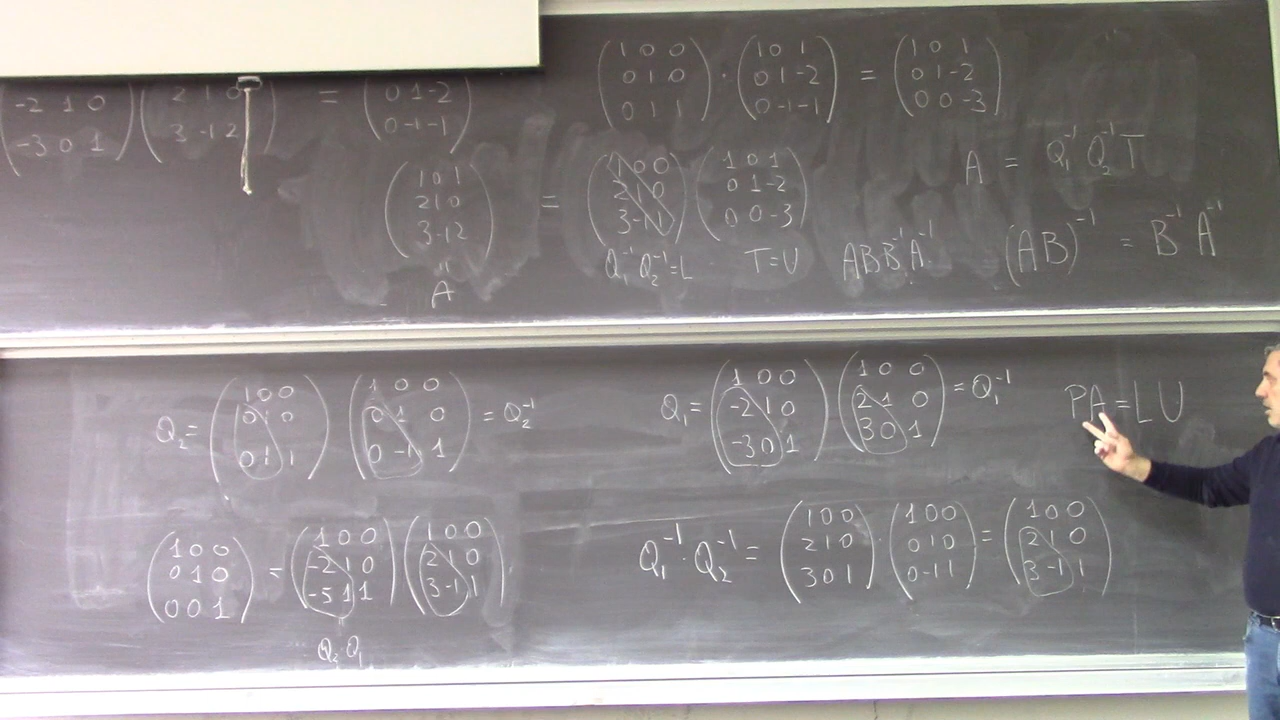 (1 0 0 / 0 1 0 / 0 1 1) · (1 0 1 / 0 1 -2 / 0 -1 -1) = (1 0 1 / 0 1 -2 / 0 0 -3)
(-2 1 0 / -3 0 1) (2 1 0 / 3 -1 2) = (0 1 -2 / 0 -1 -1)
(1 0 1 / 2 1 0 / 3 -1 2) = (1 0 0 / 2 1 0 / 3 -1 1) (1 0 1 / 0 1 -2 / 0 0 -3)
A = Q₁⁻¹ Q₂⁻¹ T
" A
Q₁⁻¹ Q₂⁻¹ = L
T = U
A B B⁻¹ A⁻¹
(AB)⁻¹ = B⁻¹ A⁻¹
Q₂ = (1 0 0 / 0 1 0 / 0 1 1) (1 0 0 / 0 1 0 / 0 -1 1) = Q₂⁻¹
Q₁ = (1 0 0 / -2 1 0 / -3 0 1) (1 0 0 / 2 1 0 / 3 0 1) = Q₁⁻¹
PA = LU
(1 0 0 / 0 1 0 / 0 0 1) = (1 0 0 / -2 1 0 / -5 1 1) (1 0 0 / 2 1 0 / 3 -1 1)
Q₂ Q₁
Q₁⁻¹ · Q₂⁻¹ = (1 0 0 / 2 1 0 / 3 0 1) · (1 0 0 / 0 1 0 / 0 -1 1) = (1 0 0 / 2 1 0 / 3 -1 1)